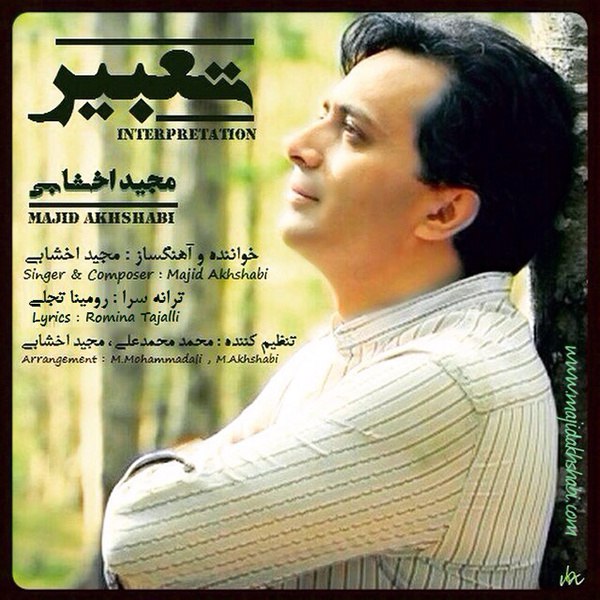 تعبیر
INTERPRETATION
مجید اخشابی
MAJID AKHSHABI
خواننده و آهنگساز : مجید اخشابی
Singer & Composer : Majid Akhshabi
ترانه سرا : رومینا تجلی
Lyrics : Romina Tajalli
تنظیم کننده : محمد محمدعلی ، مجید اخشابی
Arrangement : M.Mohammadali , M.Akhshabi
www.majidakhshabi.com